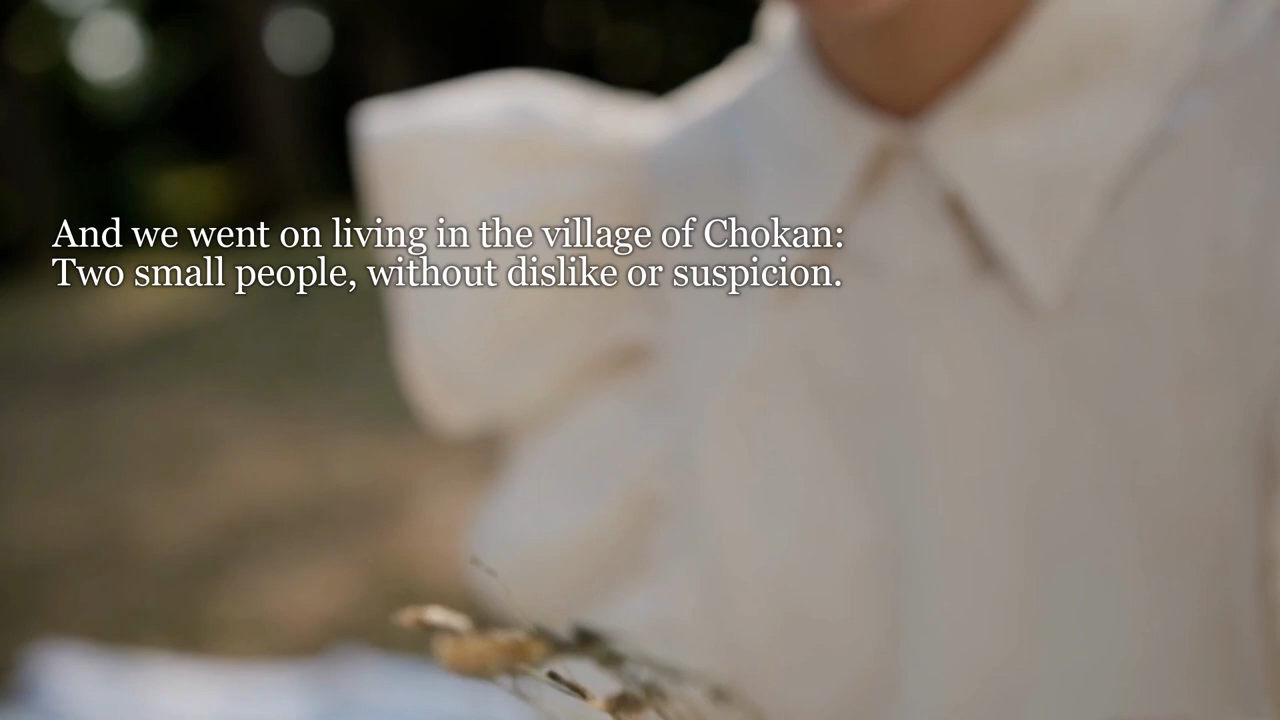 And we went on living in the village of Chokan:
Two small people, without dislike or suspicion.